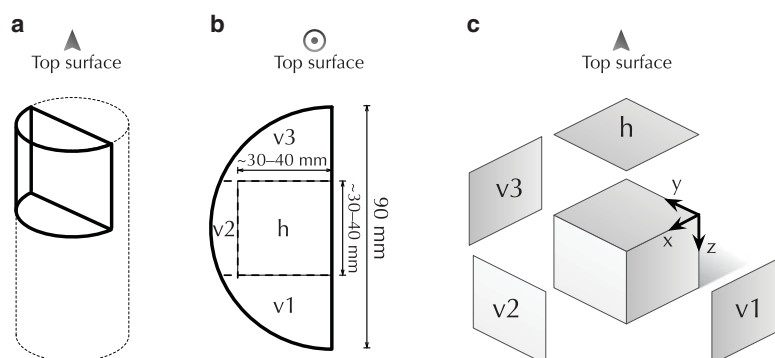 a
Top surface
b
Top surface
v3
~30–40 mm
v2
h
~30–40 mm
90 mm
v1
c
Top surface
h
v3
y
x
z
v2
v1